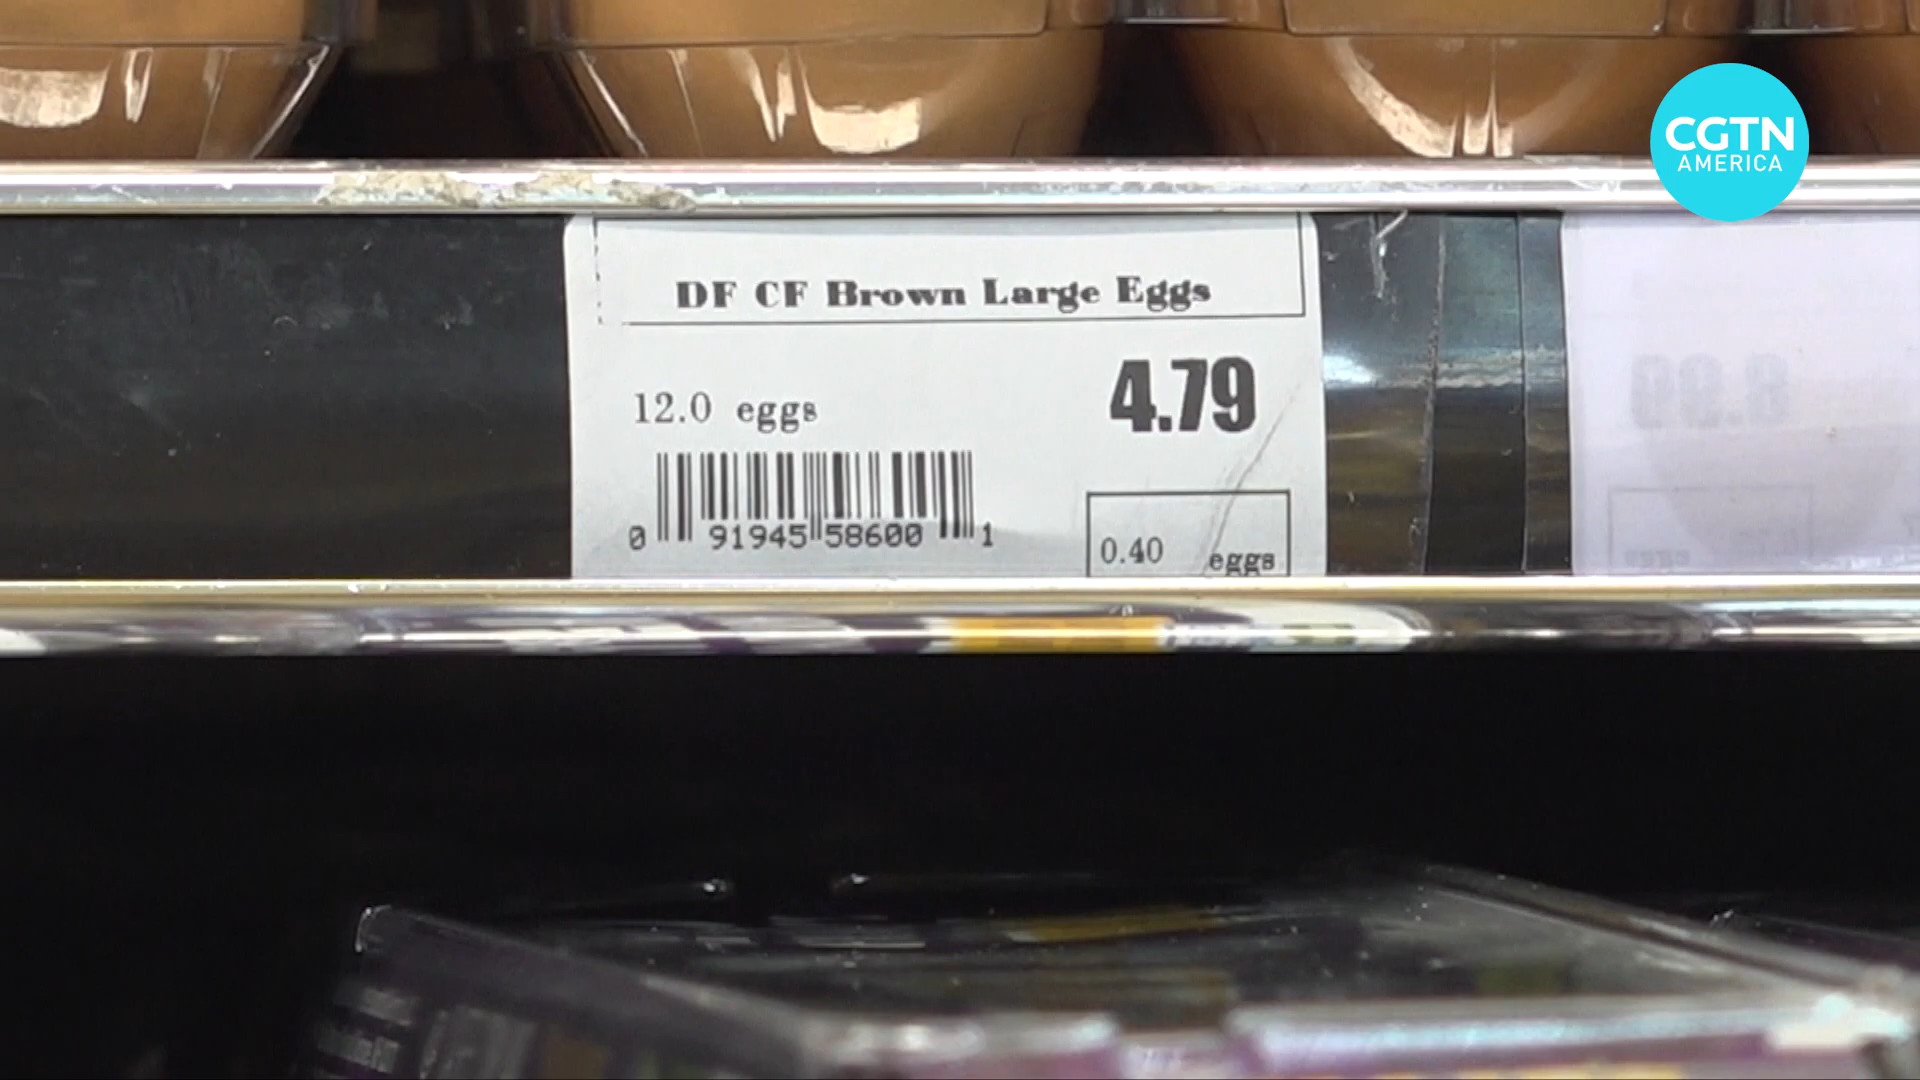 CGTN
AMERICA
DF CF Brown Large Eggs
4.79
12.0 eggs
0 91945 58600 1
0.40 eggs